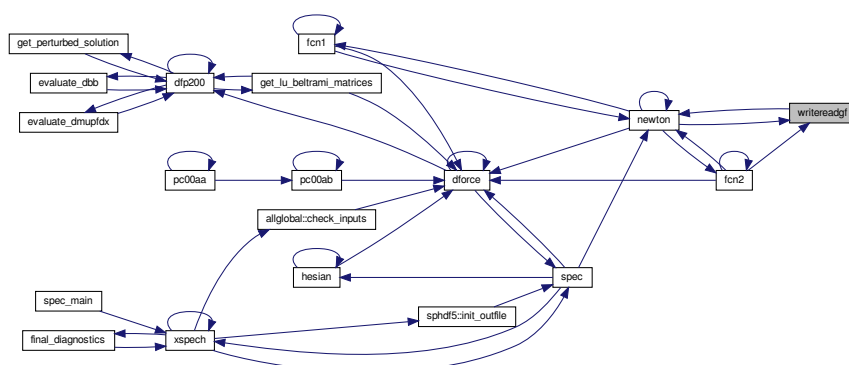 get_perturbed_solution
fcn1
evaluate_dbb
dfp200
get_lu_beltrami_matrices
evaluate_dmupfdx
newton
writereadgf
pc00aa
pc00ab
dforce
fcn2
allglobal::check_inputs
hesian
spec
spec_main
sphdf5::init_outfile
final_diagnostics
xspech